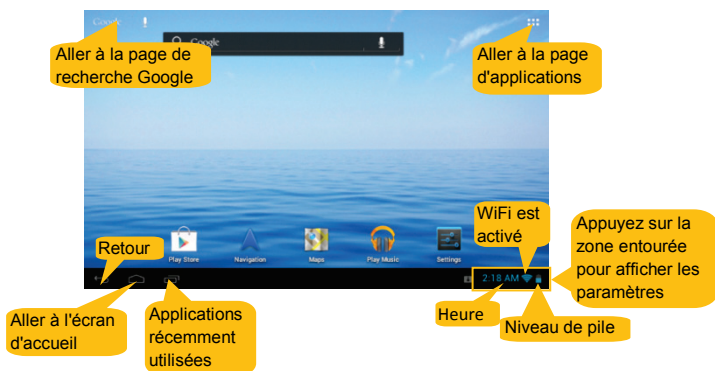 Google
Google
Aller à la page de
recherche Google
Aller à la page
d'applications
WiFi est
activé
Appuyez sur la
zone entourée
pour afficher les
paramètres
Retour
Play Store
Navigation
Maps
Play Music
Settings
2:18 AM
Aller à l'écran
d'accueil
Applications
récemment
utilisées
Heure
Niveau de pile